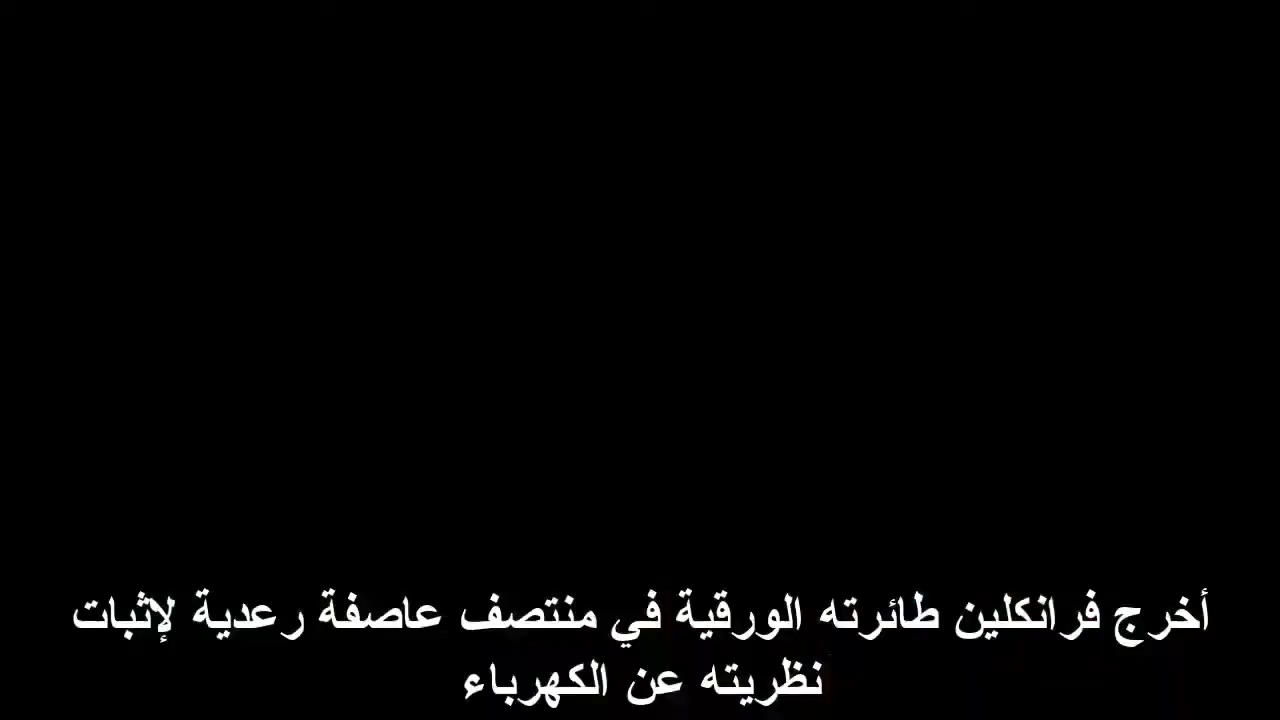 أخرج فرانكلين طائرته الورقية في منتصف عاصفة رعدية لإثبات
نظريته عن الكهرباء